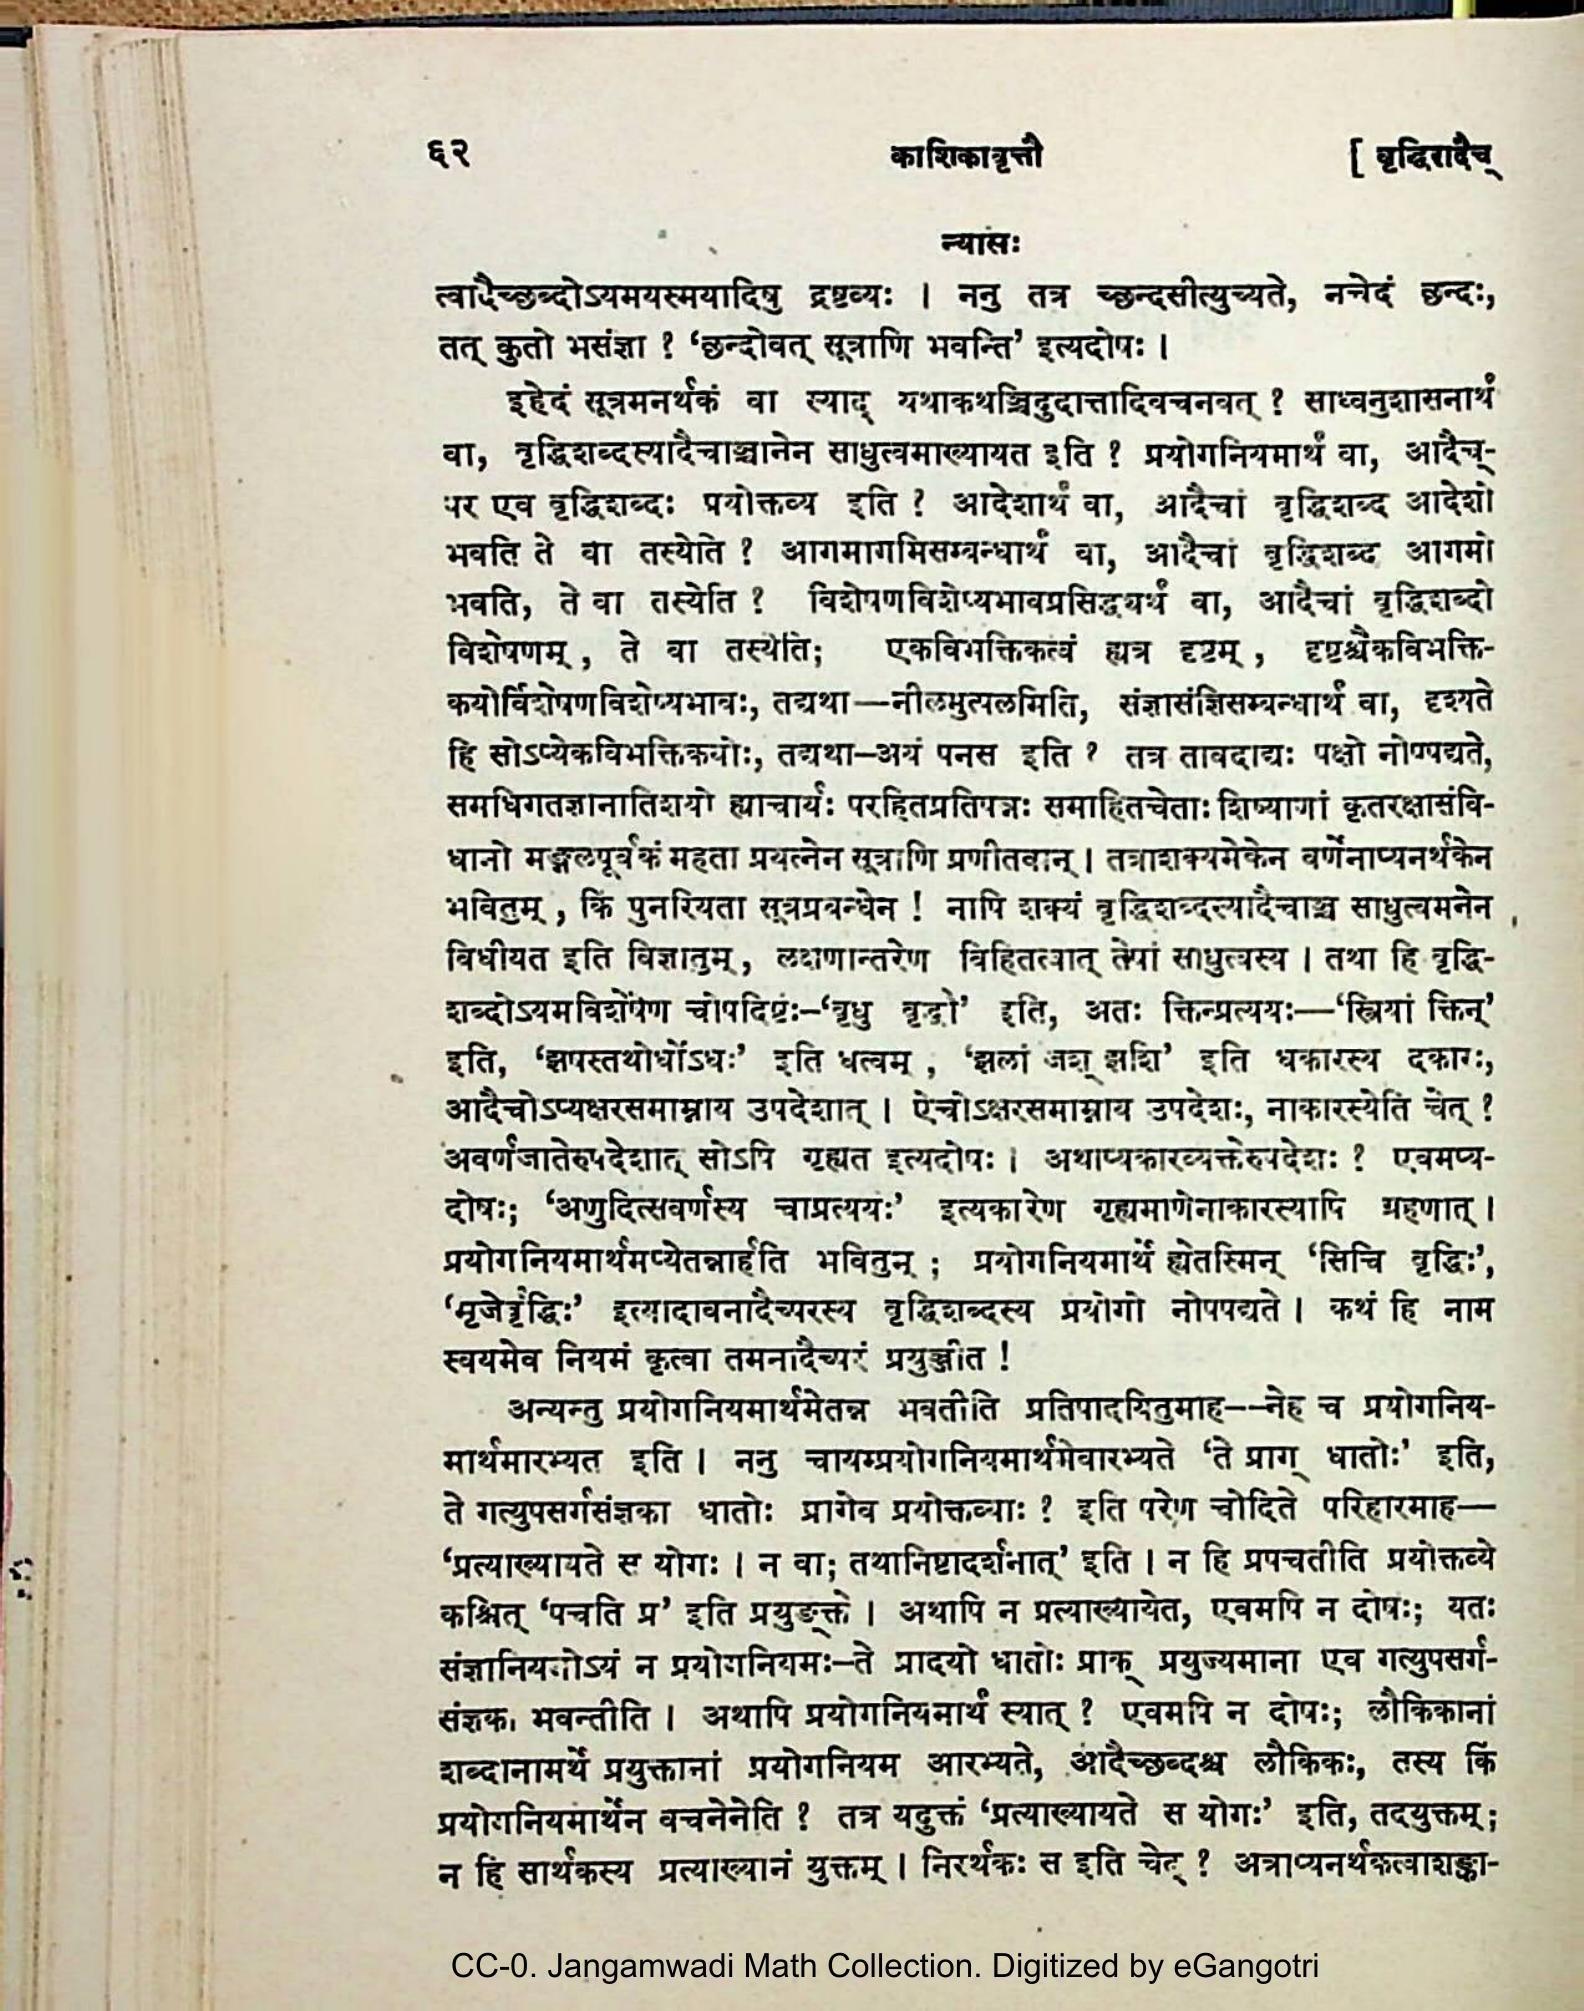 ६२ काशिकावृत्तौ [ वृद्धिरादैच्
न्यासः
त्वादैच्छब्दोऽयमयस्मयादिषु द्रष्टव्यः । ननु तत्र च्छन्दसीत्युच्यते, नचेदं छन्दः,
तत् कुतो भसंज्ञा ? ‘छन्दोवत् सूत्राणि भवन्ति’ इत्यदोषः ।
इहेदं सूत्रमनर्थकं वा स्याद् यथाकथञ्चिदुदात्तादिवचनवत् ? साध्वनुशासनार्थं
वा, वृद्धिशब्दस्यादैचाञ्चानेन साधुत्वमाख्यायत इति ? प्रयोगनियमार्थं वा, आदैच्-
पर एव वृद्धिशब्दः प्रयोक्तव्य इति ? आदेशार्थं वा, आदैचां वृद्धिशब्द आदेशो
भवति ते वा तस्येति ? आगमागमिसम्बन्धार्थं वा, आदैचां वृद्धिशब्द आगमो
भवति, ते वा तस्येति ? विशेषणविशेष्यभावप्रसिद्ध्यर्थं वा, आदैचां वृद्धिशब्दो
विशेषणम्, ते वा तस्येति; एकविभक्तिकत्वं ह्यत्र दृष्टम्, दृष्टश्चैकविभक्ति-
कयोर्विशेषणविशेष्यभावः, तद्यथा—नीलमुत्पलमिति, संज्ञासंज्ञिसम्बन्धार्थं वा, दृश्यते
हि सोऽप्येकविभक्तिकयोः, तद्यथा–अयं पनस इति ? तत्र तावदाद्यः पक्षो नोपपद्यते,
समधिगतज्ञानातिशयो ह्याचार्यः परहितप्रतिपन्नः समाहितचेताः शिष्याणां कृतरक्षासंवि-
धानो मङ्गलपूर्वकं महता प्रयत्नेन सूत्राणि प्रणीतवान् । तत्राशक्यमेकेन वर्णेनाप्यनर्थकेन
भवितुम्, किं पुनरियता सूत्रप्रबन्धेन ! नापि शक्यं वृद्धिशब्दस्यादैचाञ्च साधुत्वमनेन
विधीयत इति विज्ञातुम्, लक्षणान्तरेण विहितत्वात् तेषां साधुत्वस्य । तथा हि वृद्धि-
शब्दोऽयमविशेषेण चोपदिष्टः–‘वृधु वृद्धौ’ इति, अतः क्तिन्प्रत्ययः—‘स्त्रियां क्तिन्’
इति, ‘झषस्तथोर्धोऽधः’ इति धत्वम्, ‘झलां जश् झशि’ इति धकारस्य दकारः,
आदैचोऽप्यक्षरसमाम्नाय उपदेशात् । ऐचोऽक्षरसमाम्नाय उपदेशः, नाकारस्येति चेत् ?
अवर्णजातेरुपदेशात् सोऽपि गृह्यत इत्यदोषः । अथाप्यकारव्यक्तेरुपदेशः ? एवमप्य-
दोषः; ‘अणुदित्सवर्णस्य चाप्रत्ययः’ इत्यकारेण गृह्यमाणेनाकारस्यापि ग्रहणात् ।
प्रयोगनियमार्थमप्येतन्नार्हति भवितुन्; प्रयोगनियमार्थे ह्येतस्मिन् ‘सिचि वृद्धिः’,
‘मृजेर्वृद्धिः’ इत्यादावनादैच्परस्य वृद्धिशब्दस्य प्रयोगो नोपपद्यते । कथं हि नाम
स्वयमेव नियमं कृत्वा तमनादैच्परं प्रयुञ्जीत !
अन्यन्तु प्रयोगनियमार्थमेतन्न भवतीति प्रतिपादयितुमाह––नेह च प्रयोगनिय-
मार्थमारभ्यत इति । ननु चायम्प्रयोगनियमार्थमेवारभ्यते ‘ते प्राग् धातोः’ इति,
ते गत्युपसर्गसंज्ञका धातोः प्रागेव प्रयोक्तव्याः ? इति परेण चोदिते परिहारमाह—
‘प्रत्याख्यायते स योगः । न वा; तथानिष्टादर्शनात्’ इति । न हि प्रपचतीति प्रयोक्तव्ये
कश्चित् ‘पचति प्र’ इति प्रयुङ्क्ते । अथापि न प्रत्याख्यायेत, एवमपि न दोषः; यतः
संज्ञानियमोऽयं न प्रयोगनियमः–ते प्रादयो धातोः प्राक् प्रयुज्यमाना एव गत्युपसर्ग-
संज्ञका भवन्तीति । अथापि प्रयोगनियमार्थं स्यात् ? एवमपि न दोषः; लौकिकानां
शब्दानामर्थे प्रयुक्तानां प्रयोगनियम आरभ्यते, आदैच्छब्दश्च लौकिकः, तस्य किं
प्रयोगनियमार्थेन वचनेनेति ? तत्र यदुक्तं ‘प्रत्याख्यायते स योगः’ इति, तदयुक्तम्;
न हि सार्थकस्य प्रत्याख्यानं युक्तम् । निरर्थकः स इति चेद् ? अत्राप्यनर्थकत्वाशङ्का-
CC-0. Jangamwadi Math Collection. Digitized by eGangotri